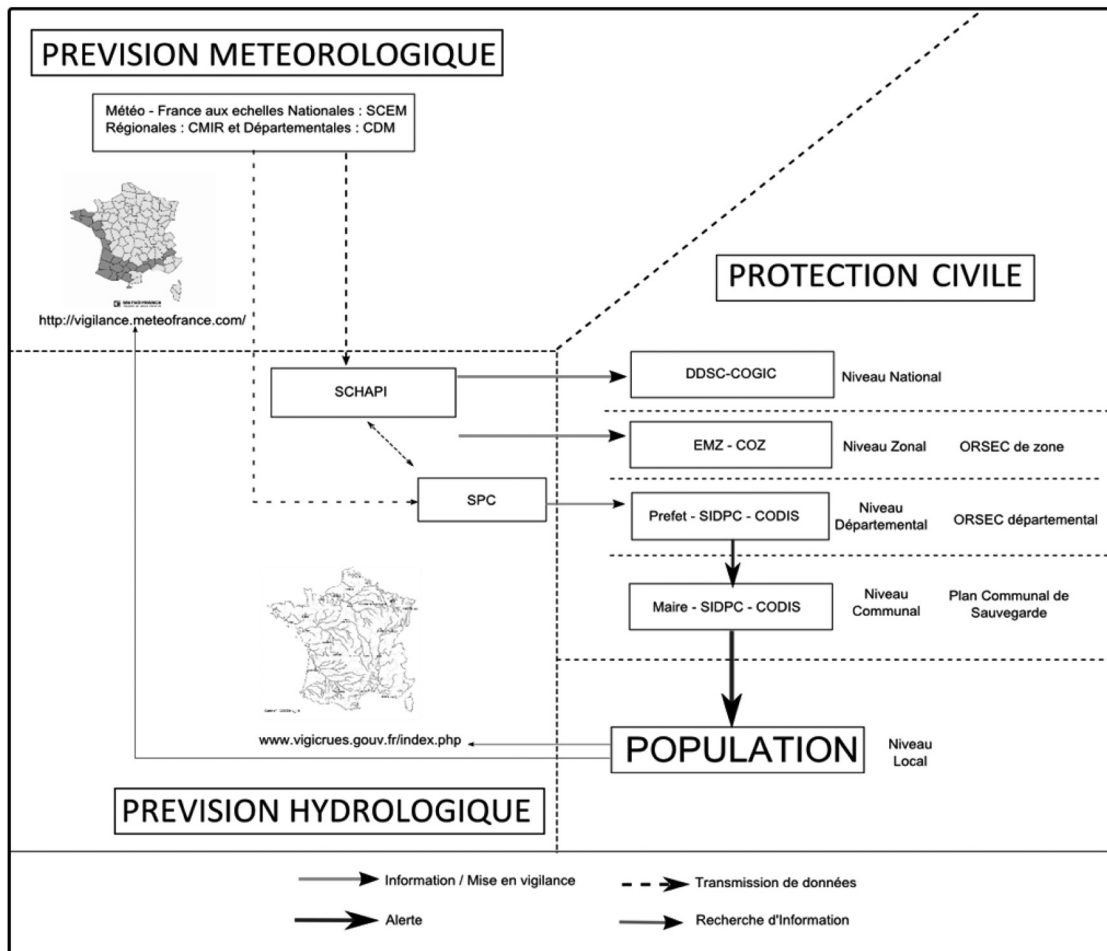 PREVISION METEOROLOGIQUE
Météo - France aux echelles Nationales : SCEM
Régionales : CMIR et Départementales : CDM
METEO FRANCE
http://vigilance.meteofrance.com/
PROTECTION CIVILE
SCHAPI
DDSC-COGIC
Niveau National
EMZ - COZ
Niveau Zonal
ORSEC de zone
SPC
Prefet - SIDPC - CODIS
Niveau
Départemental
ORSEC départemental
Maire - SIDPC - CODIS
Niveau
Communal
Plan Communal de
Sauvegarde
www.vigicrues.gouv.fr/index.php
POPULATION
Niveau
Local
PREVISION HYDROLOGIQUE
Information / Mise en vigilance
Transmission de données
Alerte
Recherche d'Information